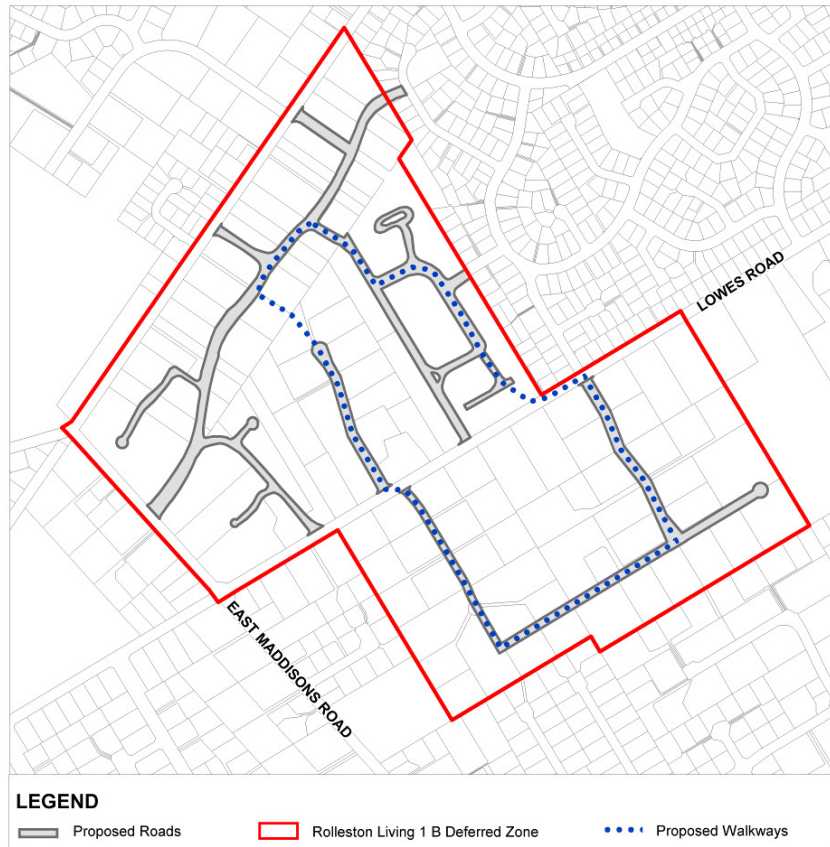 LOWES ROAD
EAST MADDISONS ROAD
LEGEND
Proposed Roads
Rolleston Living 1 B Deferred Zone
Proposed Walkways